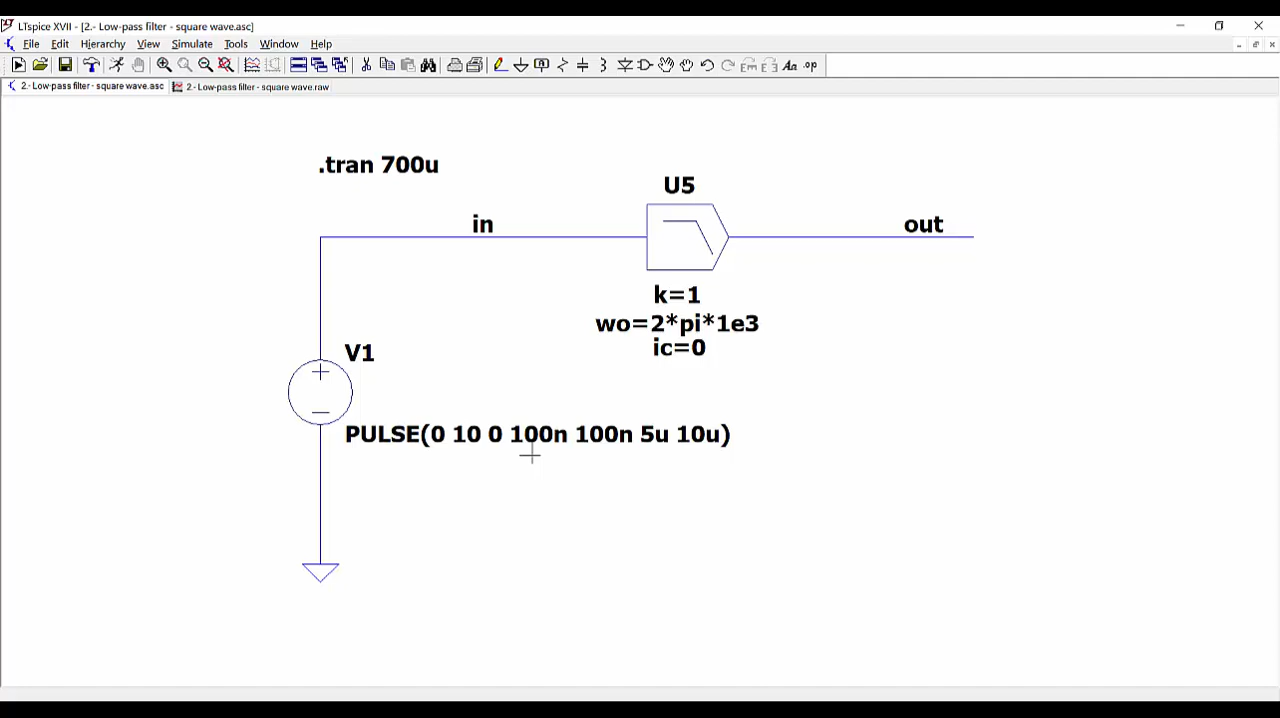 LTspice XVII - [2.- Low-pass filter - square wave.asc]
File Edit Hierarchy View Simulate Tools Window Help
2.- Low-pass filter - square wave.asc 2.- Low-pass filter - square wave.raw
.tran 700u
U5
in
out
k=1
wo=2*pi*1e3
ic=0
V1
PULSE(0 10 0 100n 100n 5u 10u)